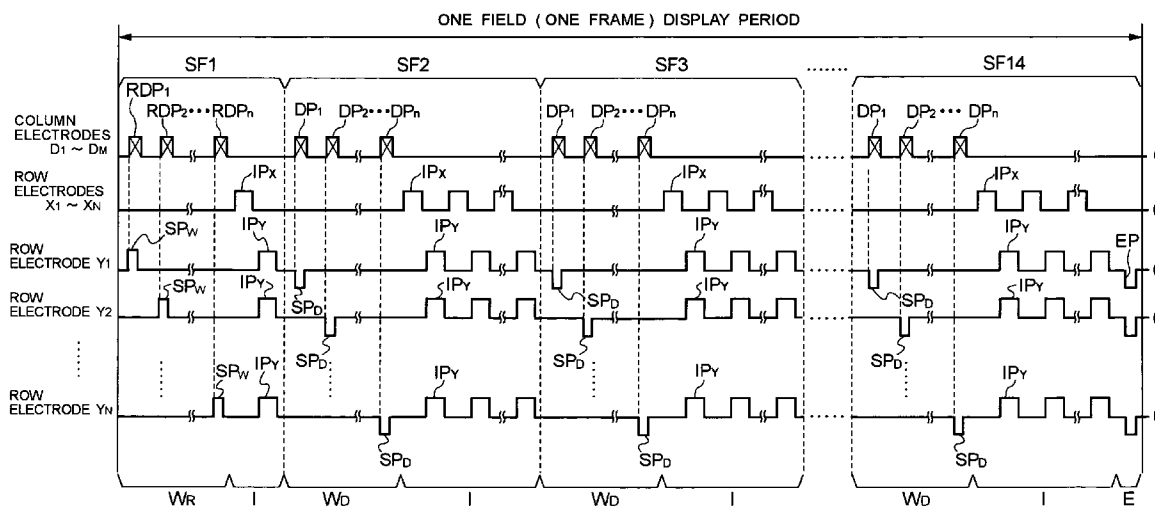 ONE FIELD (ONE FRAME) DISPLAY PERIOD
SF1 SF2 SF3 ······ SF14
RDP1
RDP2···RDPn DP1 DP2···DPn DP1 DP2···DPn DP1 DP2···DPn
COLUMN
ELECTRODES
D1 ~ DM
ROW
ELECTRODES
X1 ~ XN
IPX IPX IPX IPX
ROW
ELECTRODE Y1
SPW IPY IPY IPY IPY EP
SPD SPD SPD
ROW
ELECTRODE Y2
SPW IPY IPY IPY IPY
SPD SPD SPD
ROW
ELECTRODE YN
SPW IPY IPY IPY IPY
SPD SPD SPD
WR I WD I WD I WD I E